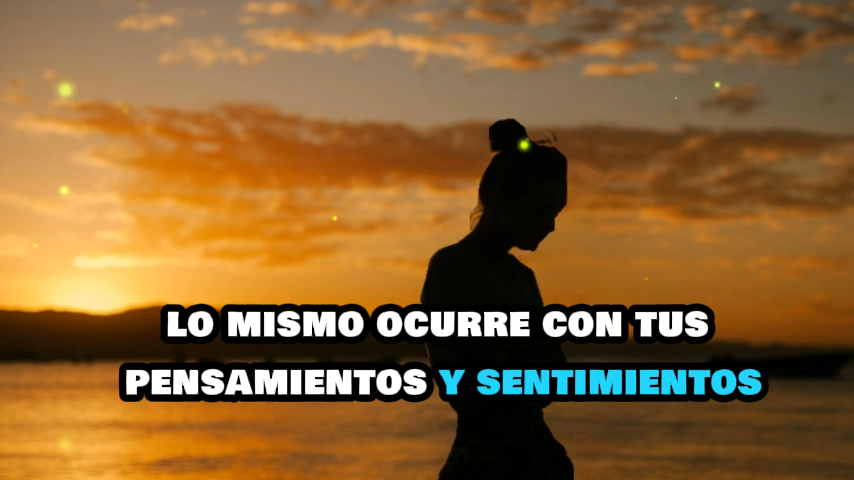 LO MISMO OCURRE CON TUS
PENSAMIENTOS Y SENTIMIENTOS